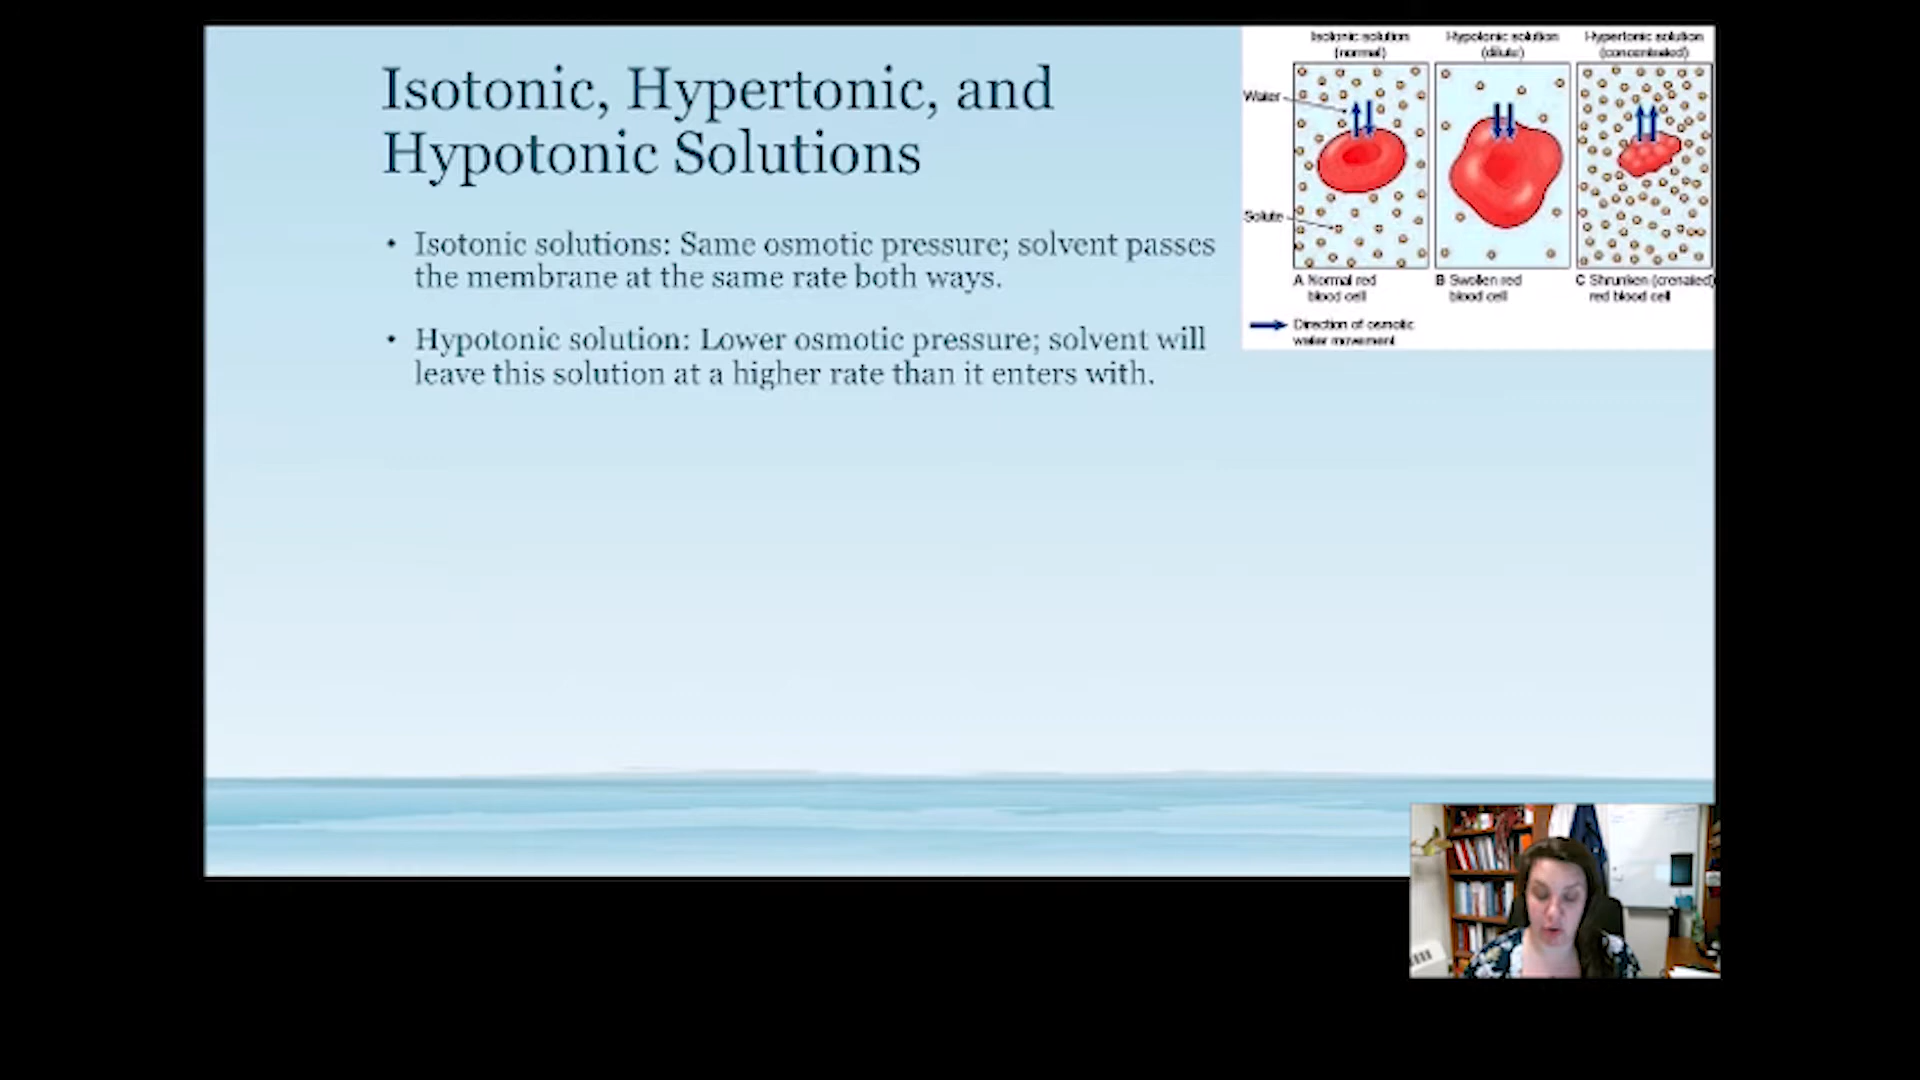 Isotonic, Hypertonic, and
Hypotonic Solutions
• Isotonic solutions: Same osmotic pressure; solvent passes
the membrane at the same rate both ways.
• Hypotonic solution: Lower osmotic pressure; solvent will
leave this solution at a higher rate than it enters with.
Isotonic solution
(normal)
Hypotonic solution
(dilute)
Hypertonic solution
(concentrated)
Water
Solute
A Normal red
blood cell
B Swollen red
blood cell
C Shrunken (crenated)
red blood cell
Direction of osmotic
water movement